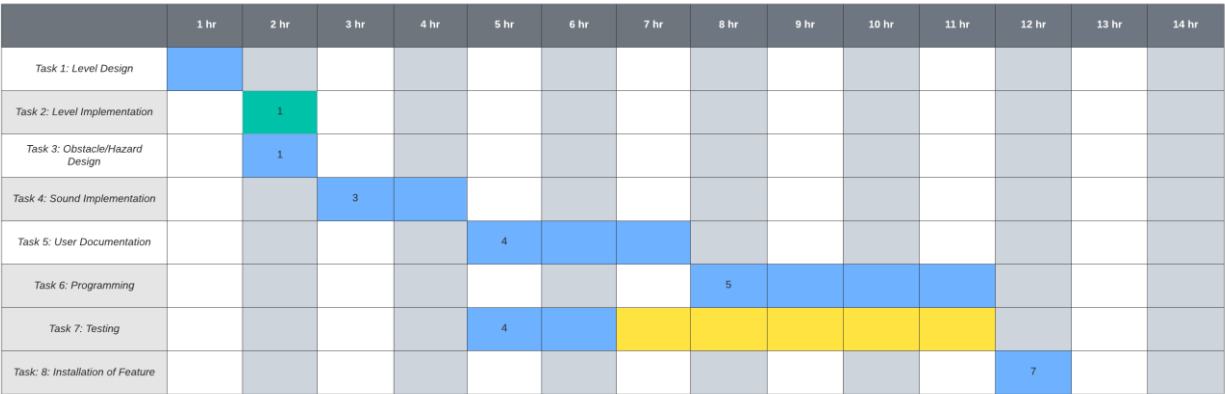 1 hr 2 hr 3 hr 4 hr 5 hr 6 hr 7 hr 8 hr 9 hr 10 hr 11 hr 12 hr 13 hr 14 hr
Task 1: Level Design
Task 2: Level Implementation 1
Task 3: Obstacle/Hazard
Design 1
Task 4: Sound Implementation 3
Task 5: User Documentation 4
Task 6: Programming 5
Task 7: Testing 4
Task: 8: Installation of Feature 7